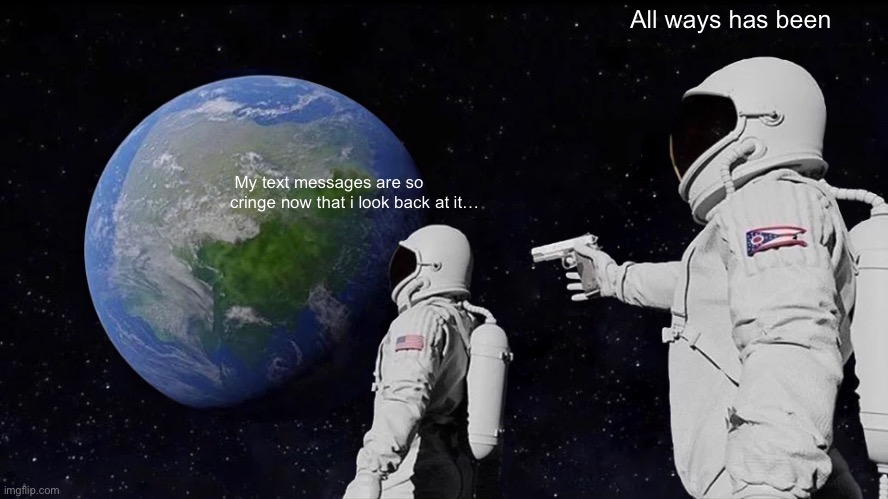 All ways has been
My text messages are so
cringe now that i look back at it...
imgflip.com